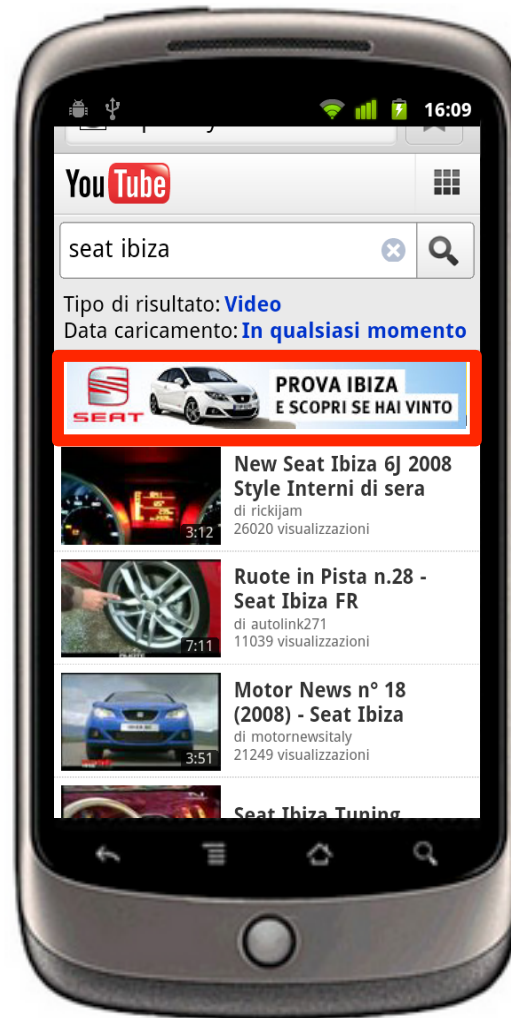 16:09
YouTube
seat ibiza
Tipo di risultato: Video
Data caricamento: In qualsiasi momento
SEAT
PROVA IBIZA
E SCOPRI SE HAI VINTO
New Seat Ibiza 6J 2008
Style Interni di sera
di rickijam
26020 visualizzazioni
3:12
Ruote in Pista n.28 -
Seat Ibiza FR
di autolink271
11039 visualizzazioni
7:11
Motor News n° 18
(2008) - Seat Ibiza
di motornewsitaly
21249 visualizzazioni
3:51
Seat Ibiza Tuning